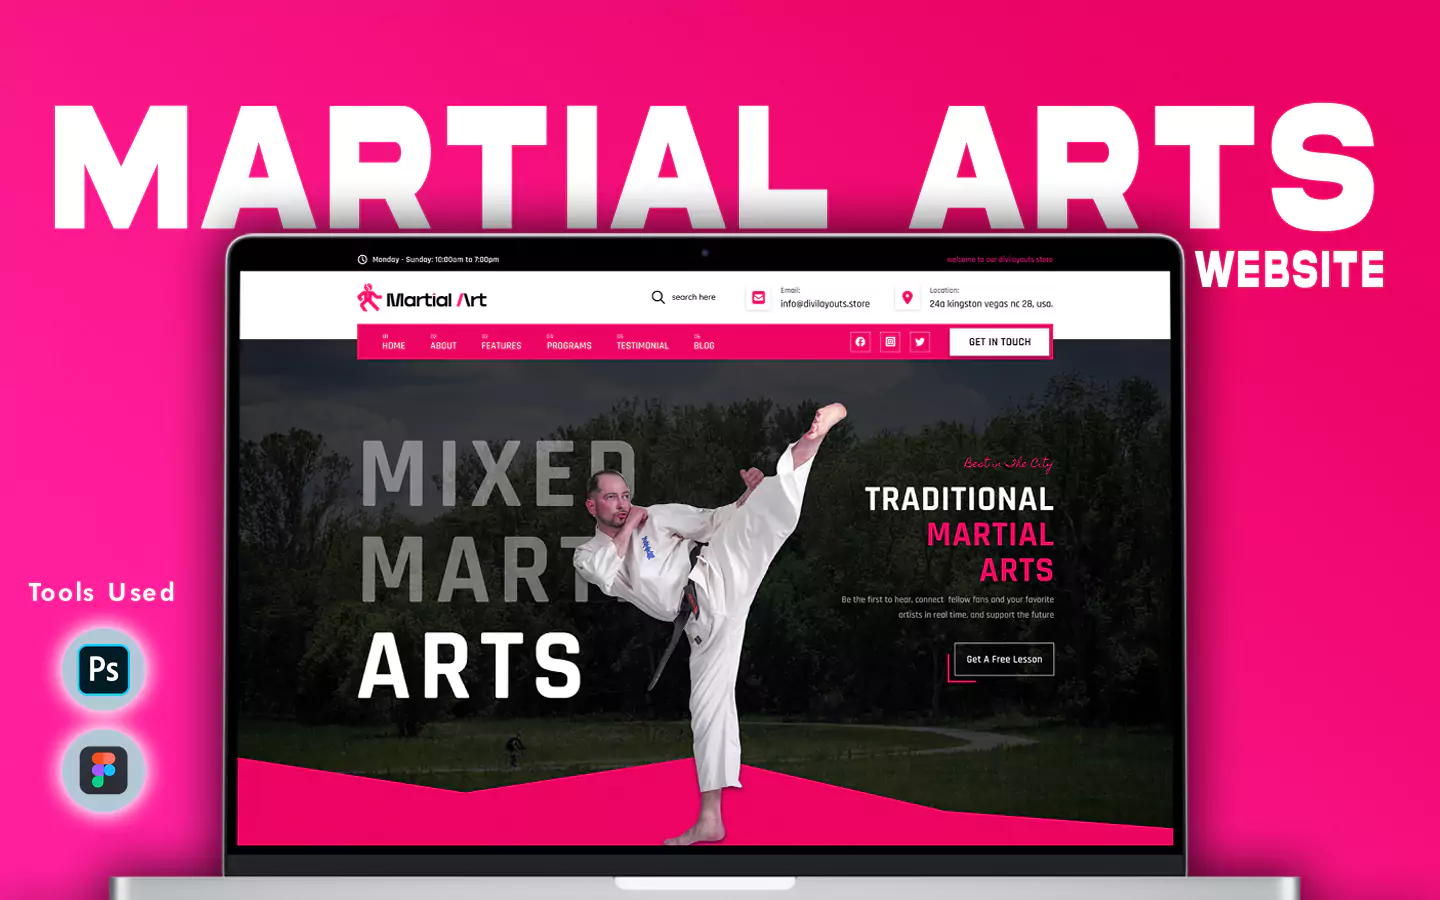 MARTIAL ARTS
WEBSITE
Monday - Sunday: 10:00am to 7:00pm
welcome to our divilayouts store
Martial Art
search here
Email:
info@divilayouts.store
Location:
24a kingston vegas nc 28, usa.
01 HOME
02 ABOUT
03 FEATURES
04 PROGRAMS
05 TESTIMONIAL
06 BLOG
GET IN TOUCH
MIXED
MARTI
ARTS
Best in The City
TRADITIONAL
MARTIAL
ARTS
Be the first to hear, connect fellow fans and your favorite
artists in real time, and support the future
Get A Free Lesson
Tools Used
Ps